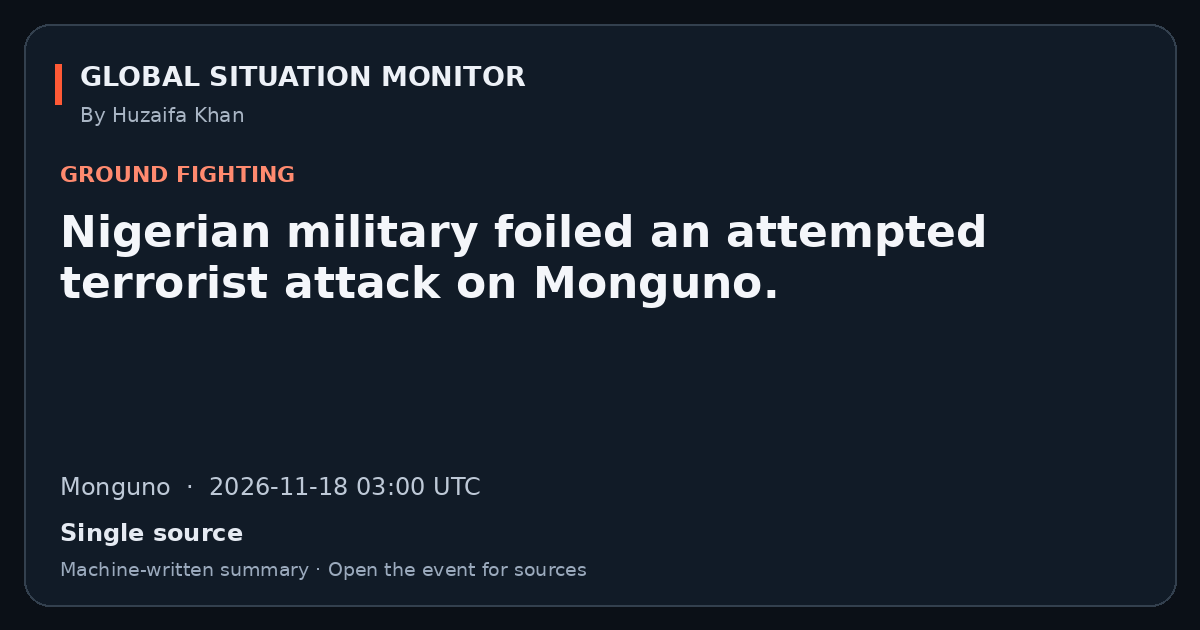 GLOBAL SITUATION MONITOR
By Huzaifa Khan
GROUND FIGHTING
Nigerian military foiled an attempted
terrorist attack on Monguno.
Monguno · 2026-11-18 03:00 UTC
Single source
Machine-written summary · Open the event for sources